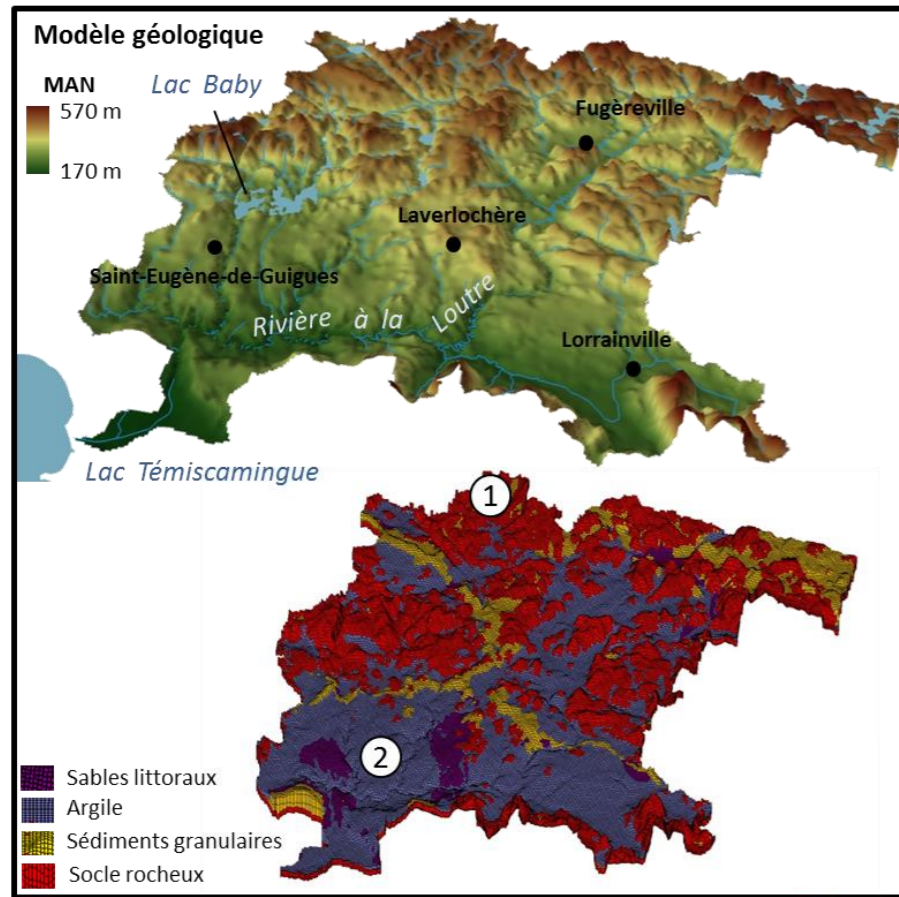 Modèle géologique
MAN
570 m
170 m
Lac Baby
Fugèreville
Laverlochère
Saint-Eugène-de-Guigues
Rivière à la Loutre
Lorrainville
Lac Témiscamingue
1
2
Sables littoraux
Argile
Sédiments granulaires
Socle rocheux